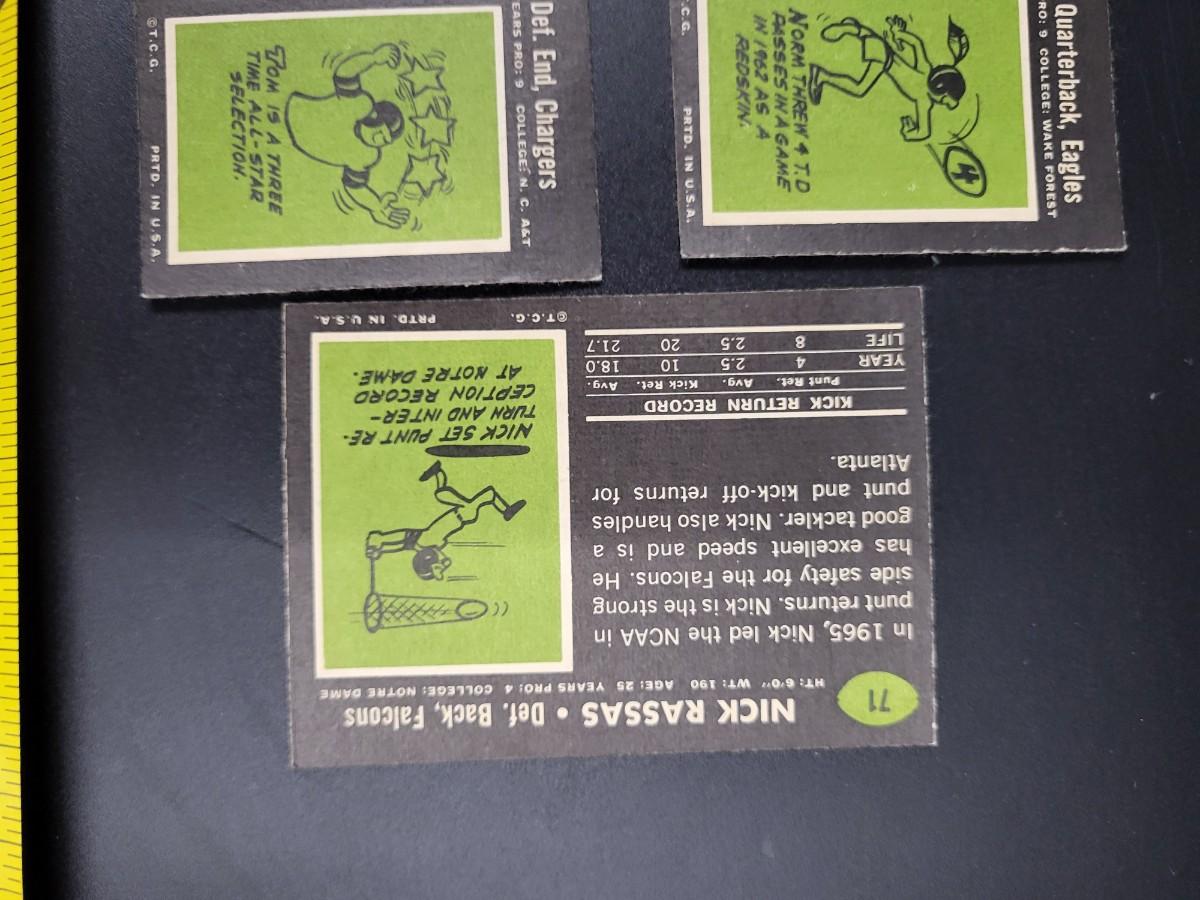 Def. End, Chargers
EARS PRO: 9 COLLEGE: N. C. A&T
TOM IS A THREE
TIME ALL-STAR
SELECTION.
©T.C.G. PRTD. IN U.S.A.
Quarterback, Eagles
RO: 9 COLLEGE: WAKE FOREST
4
NORM THREW 4 T.D
PASSES IN A GAME
IN 1962 AS A
REDSKIN.
.C.G. PRTD. IN U.S.A.
71
NICK RASSAS • Def. Back, Falcons
HT: 6'0" WT: 190 AGE: 25 YEARS PRO: 4 COLLEGE: NOTRE DAME
In 1965, Nick led the NCAA in
punt returns. Nick is the strong
side safety for the Falcons. He
has excellent speed and is a
good tackler. Nick also handles
punt and kick-off returns for
Atlanta.
KICK RETURN RECORD
Punt Ret. Avg. Kick Ret. Avg.
YEAR 4 2.5 10 18.0
LIFE 8 2.5 20 21.7
NICK SET PUNT RE-
TURN AND INTER-
CEPTION RECORD
AT NOTRE DAME.
©T.C.G. PRTD. IN U.S.A.